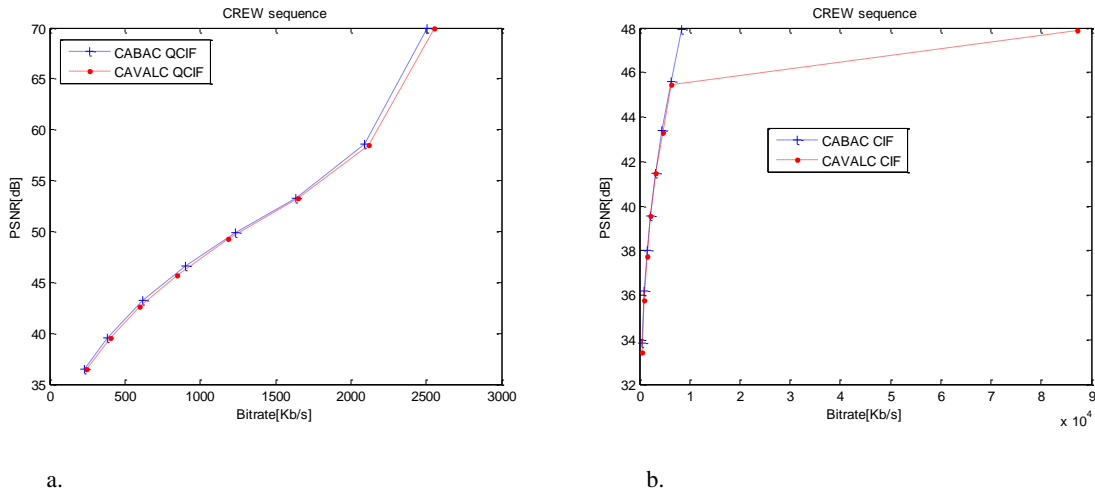 CREW sequence
70
65
60
55
50
45
40
35
PSNR[dB]
CABAC QCIF
CAVALC QCIF
0 500 1000 1500 2000 2500 3000
Bitrate[Kb/s]
a.
CREW sequence
48
46
44
42
40
38
36
34
32
PSNR[dB]
CABAC CIF
CAVALC CIF
0 1 2 3 4 5 6 7 8 9
x 10^4
Bitrate[Kb/s]
b.